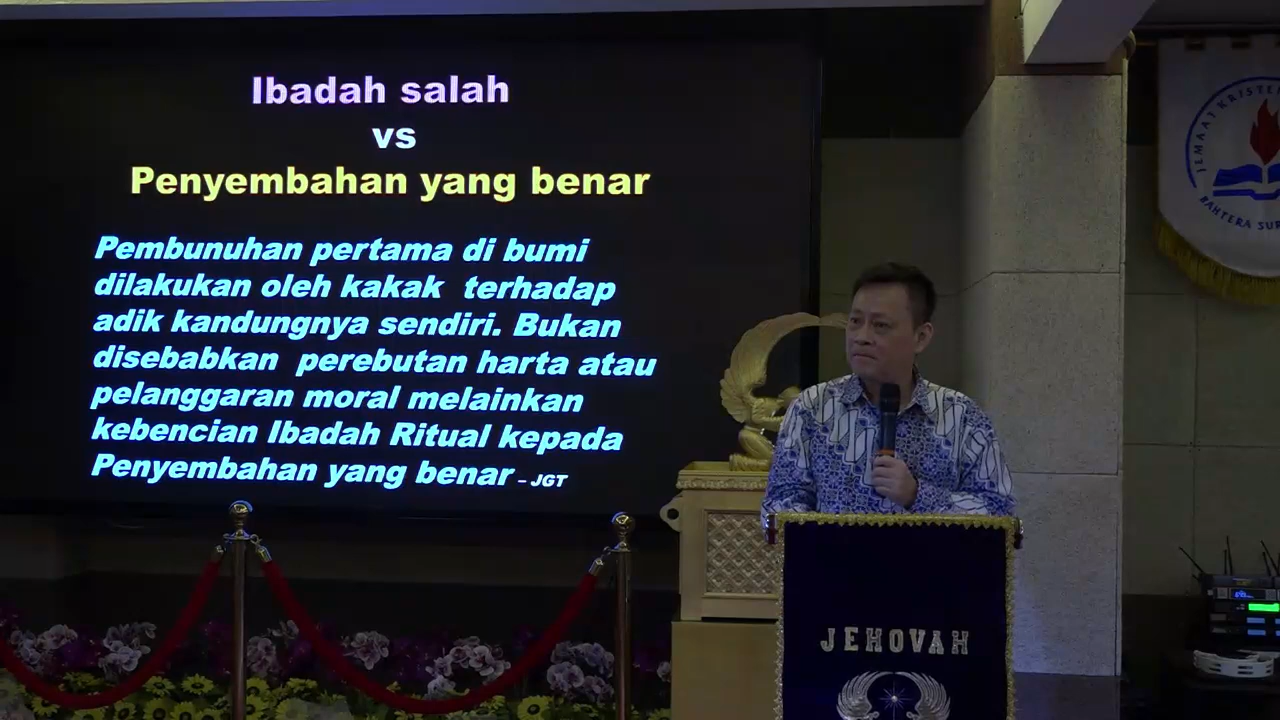 Ibadah salah
vs
Penyembahan yang benar
Pembunuhan pertama di bumi
dilakukan oleh kakak terhadap
adik kandungnya sendiri. Bukan
disebabkan perebutan harta atau
pelanggaran moral melainkan
kebencian Ibadah Ritual kepada
Penyembahan yang benar – JGT
JEHOVAH